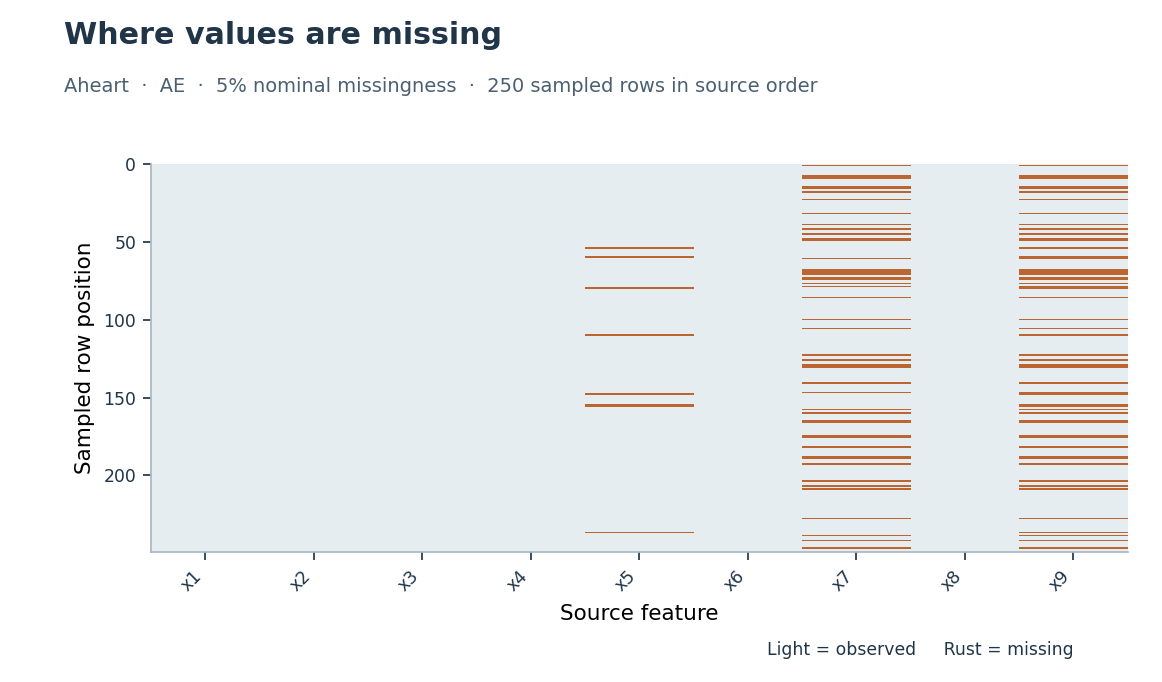 Where values are missing
Aheart · AE · 5% nominal missingness · 250 sampled rows in source order
0
50
100
150
200
Sampled row position
x1 x2 x3 x4 x5 x6 x7 x8 x9
Source feature
Light = observed Rust = missing